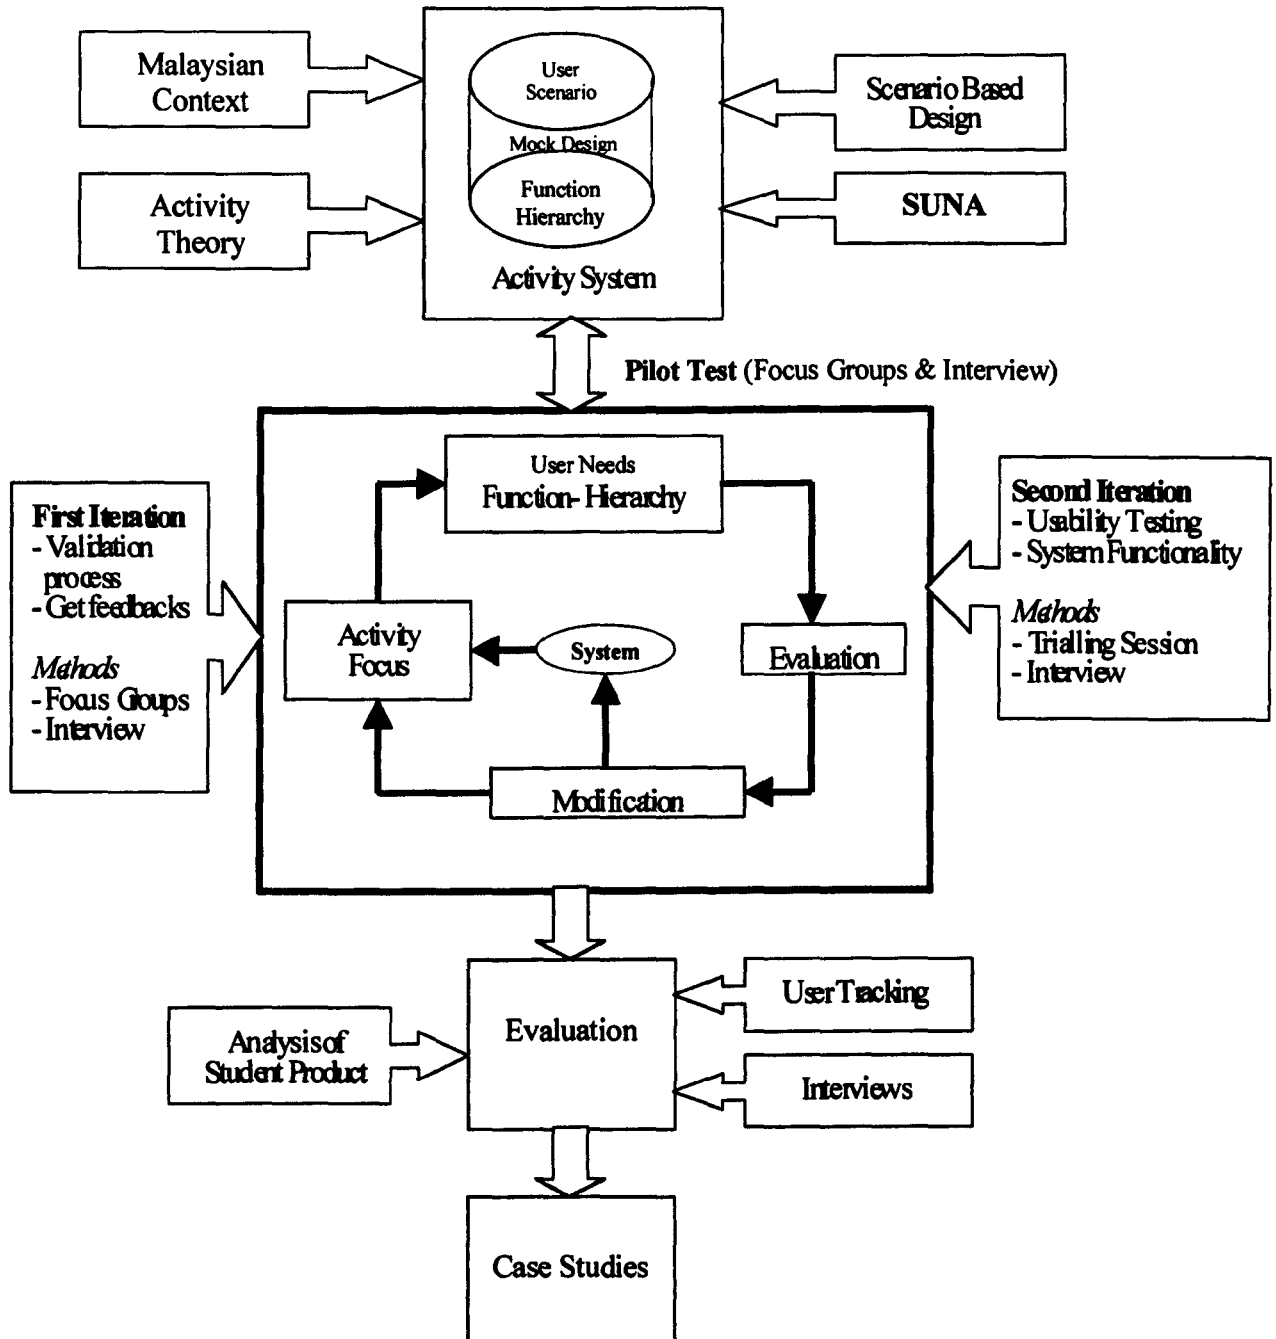 Malaysian
Context
User
Scenario
Mock Design
Function
Hierarchy
Activity System
Scenario Based
Design
Activity
Theory
SUNA
Pilot Test (Focus Groups & Interview)
First Iteration
- Validation
process
- Get feedbacks
Methods
- Focus Groups
- Interview
User Needs
Function- Hierarchy
Activity
Focus
System
Evaluation
Modification
Second Iteration
- Usability Testing
- System Functionality
Methods
- Trialling Session
- Interview
Analysis of
Student Product
Evaluation
User Tracking
Interviews
Case Studies